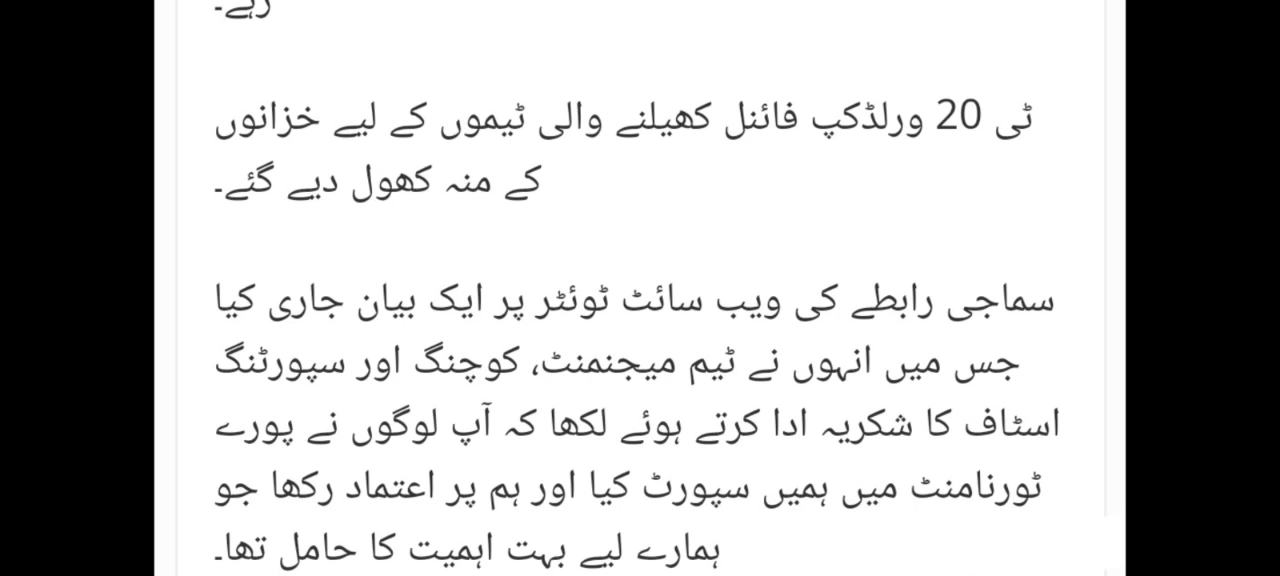 رہے۔
ٹی 20 ورلڈکپ فائنل کھیلنے والی ٹیموں کے لیے خزانوں
کے منہ کھول دیے گئے۔
سماجی رابطے کی ویب سائٹ ٹوئٹر پر ایک بیان جاری کیا
جس میں انہوں نے ٹیم میجنمنٹ، کوچنگ اور سپورٹنگ
اسٹاف کا شکریہ ادا کرتے ہوئے لکھا کہ آپ لوگوں نے پورے
ٹورنامنٹ میں ہمیں سپورٹ کیا اور ہم پر اعتماد رکھا جو
ہمارے لیے بہت اہمیت کا حامل تھا۔